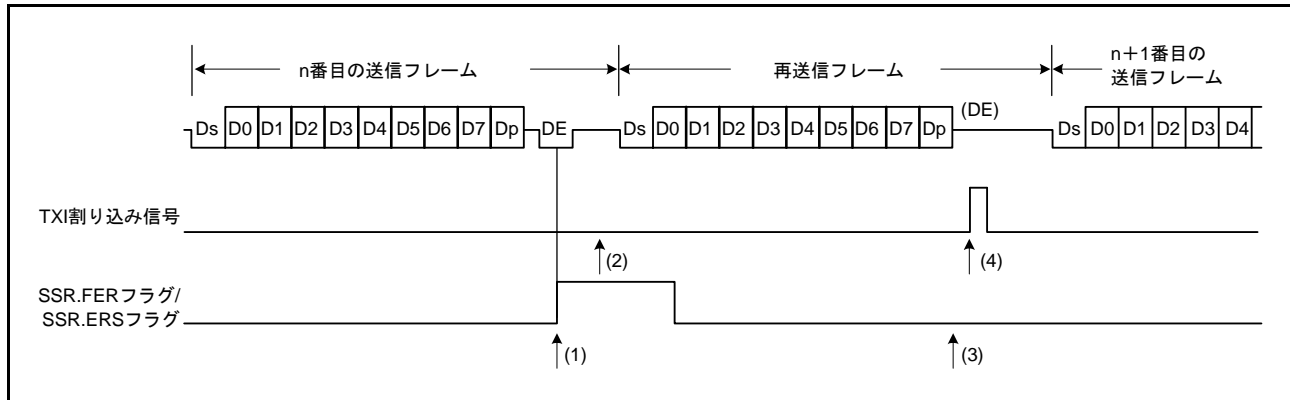 n番目の送信フレーム
再送信フレーム
n+1番目の
送信フレーム
Ds D0 D1 D2 D3 D4 D5 D6 D7 Dp DE Ds D0 D1 D2 D3 D4 D5 D6 D7 Dp (DE) Ds D0 D1 D2 D3 D4
TXI割り込み信号
(2) (4)
SSR.FERフラグ/
SSR.ERSフラグ
(1) (3)